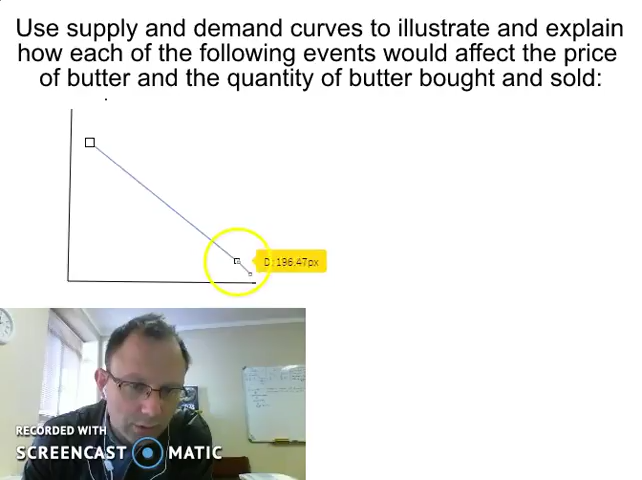 Use supply and demand curves to illustrate and explain
how each of the following events would affect the price
of butter and the quantity of butter bought and sold:
D: 196,47px
RECORDED WITH
SCREENCAST MATIC